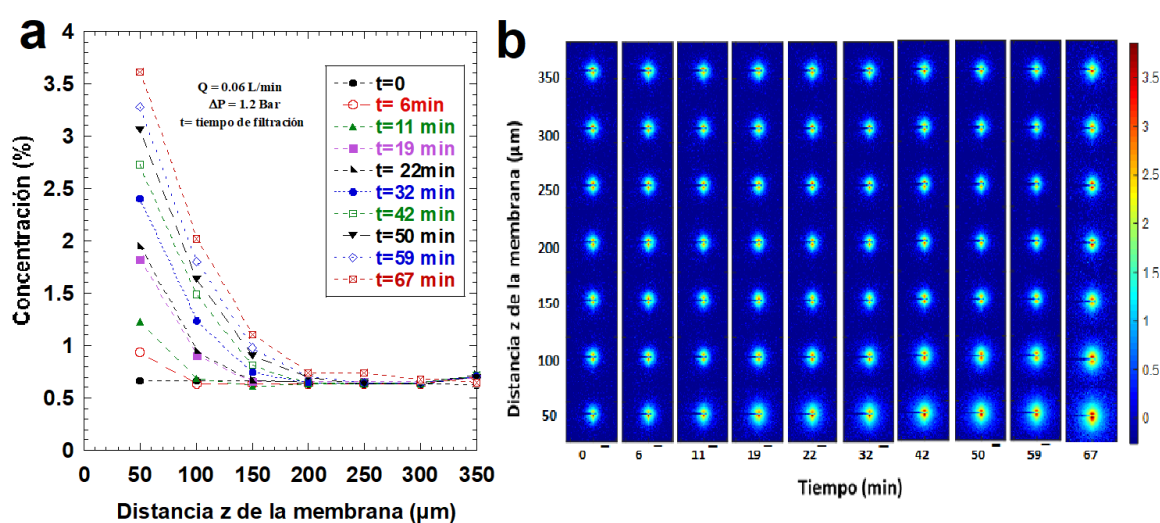 a
4
3.5
3
2.5
2
1.5
1
0.5
0
Concentración (%)
Q = 0.06 L/min
ΔP = 1.2 Bar
t= tiempo de filtración
t=0
t= 6min
t=11 min
t=19 min
t= 22min
t=32 min
t=42 min
t=50 min
t=59 min
t=67 min
0 50 100 150 200 250 300 350
Distancia z de la membrana (µm)
b
Distancia z de la membrana (µm)
350
300
250
200
150
100
50
0 6 11 19 22 32 42 50 59 67
Tiempo (min)
3.5
3
2.5
2
1.5
1
0.5
0